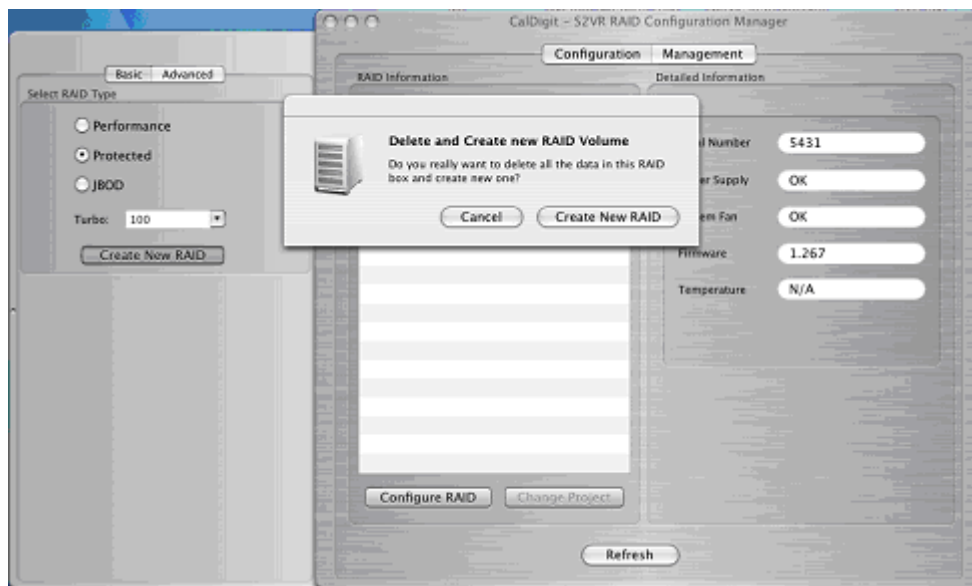 CalDigit - S2VR RAID Configuration Manager
Configuration Management
Basic Advanced
Select RAID Type
Performance
Protected
JBOD
Turbo: 100
Create New RAID
RAID Information
Detailed Information
Delete and Create new RAID Volume
Do you really want to delete all the data in this RAID
box and create new one?
Cancel Create New RAID
Number 5431
Supply OK
Fan OK
Firmware 1.267
Temperature N/A
Configure RAID Change Project
Refresh